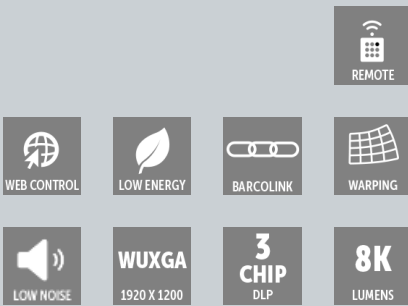 REMOTE
WEB CONTROL
LOW ENERGY
BARCOLINK
WARPING
LOW NOISE
WUXGA
1920 X 1200
3
CHIP
DLP
8K
LUMENS